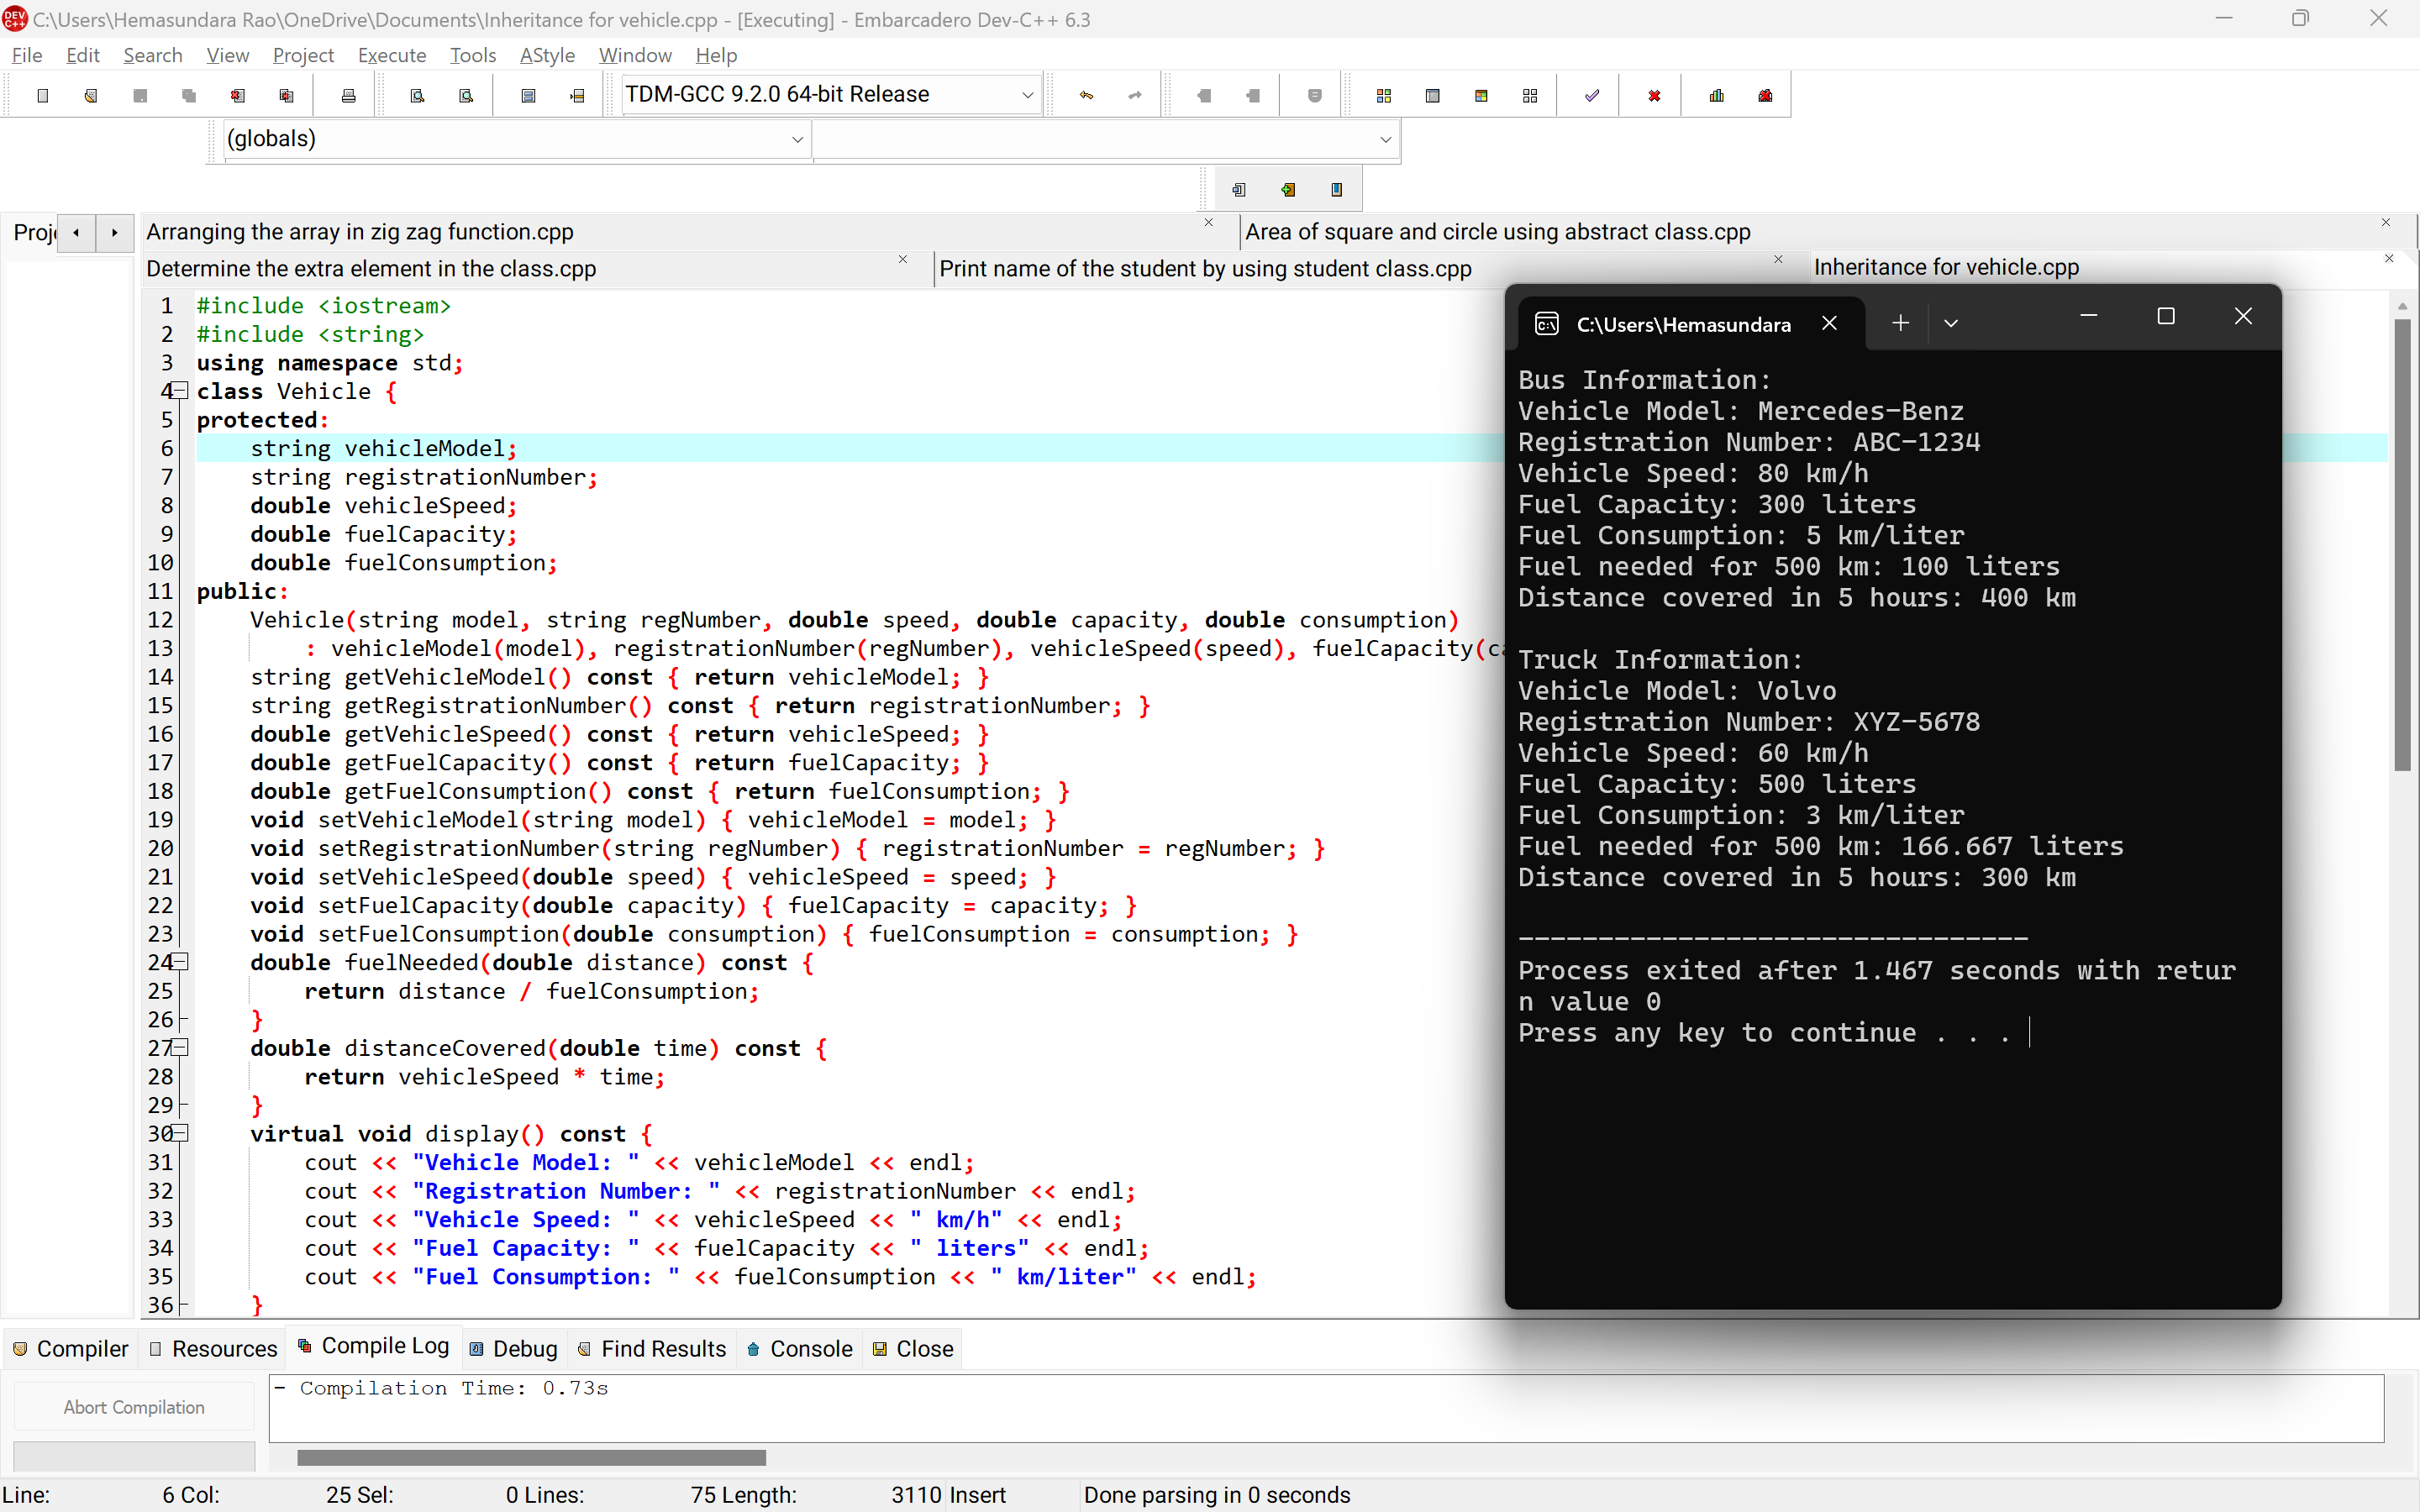 C:\Users\Hemasundara Rao\OneDrive\Documents\Inheritance for vehicle.cpp - [Executing] - Embarcadero Dev-C++ 6.3
File Edit Search View Project Execute Tools AStyle Window Help
TDM-GCC 9.2.0 64-bit Release
(globals)
Arranging the array in zig zag function.cpp
Area of square and circle using abstract class.cpp
Determine the extra element in the class.cpp
Print name of the student by using student class.cpp
Inheritance for vehicle.cpp
1 #include <iostream>
2 #include <string>
3 using namespace std;
4 class Vehicle {
5 protected:
6 string vehicleModel;
7 string registrationNumber;
8 double vehicleSpeed;
9 double fuelCapacity;
10 double fuelConsumption;
11 public:
12 Vehicle(string model, string regNumber, double speed, double capacity, double consumption)
13 : vehicleModel(model), registrationNumber(regNumber), vehicleSpeed(speed), fuelCapacity(
14 string getVehicleModel() const { return vehicleModel; }
15 string getRegistrationNumber() const { return registrationNumber; }
16 double getVehicleSpeed() const { return vehicleSpeed; }
17 double getFuelCapacity() const { return fuelCapacity; }
18 double getFuelConsumption() const { return fuelConsumption; }
19 void setVehicleModel(string model) { vehicleModel = model; }
20 void setRegistrationNumber(string regNumber) { registrationNumber = regNumber; }
21 void setVehicleSpeed(double speed) { vehicleSpeed = speed; }
22 void setFuelCapacity(double capacity) { fuelCapacity = capacity; }
23 void setFuelConsumption(double consumption) { fuelConsumption = consumption; }
24 double fuelNeeded(double distance) const {
25 return distance / fuelConsumption;
26 }
27 double distanceCovered(double time) const {
28 return vehicleSpeed * time;
29 }
30 virtual void display() const {
31 cout << "Vehicle Model: " << vehicleModel << endl;
32 cout << "Registration Number: " << registrationNumber << endl;
33 cout << "Vehicle Speed: " << vehicleSpeed << " km/h" << endl;
34 cout << "Fuel Capacity: " << fuelCapacity << " liters" << endl;
35 cout << "Fuel Consumption: " << fuelConsumption << " km/liter" << endl;
36 }
C:\Users\Hemasundara
Bus Information:
Vehicle Model: Mercedes-Benz
Registration Number: ABC-1234
Vehicle Speed: 80 km/h
Fuel Capacity: 300 liters
Fuel Consumption: 5 km/liter
Fuel needed for 500 km: 100 liters
Distance covered in 5 hours: 400 km
Truck Information:
Vehicle Model: Volvo
Registration Number: XYZ-5678
Vehicle Speed: 60 km/h
Fuel Capacity: 500 liters
Fuel Consumption: 3 km/liter
Fuel needed for 500 km: 166.667 liters
Distance covered in 5 hours: 300 km
--------------------------------
Process exited after 1.467 seconds with retur
n value 0
Press any key to continue . . .
Compiler Resources Compile Log Debug Find Results Console Close
Abort Compilation
- Compilation Time: 0.73s
Line: 6 Col: 25 Sel: 0 Lines: 75 Length: 3110 Insert Done parsing in 0 seconds